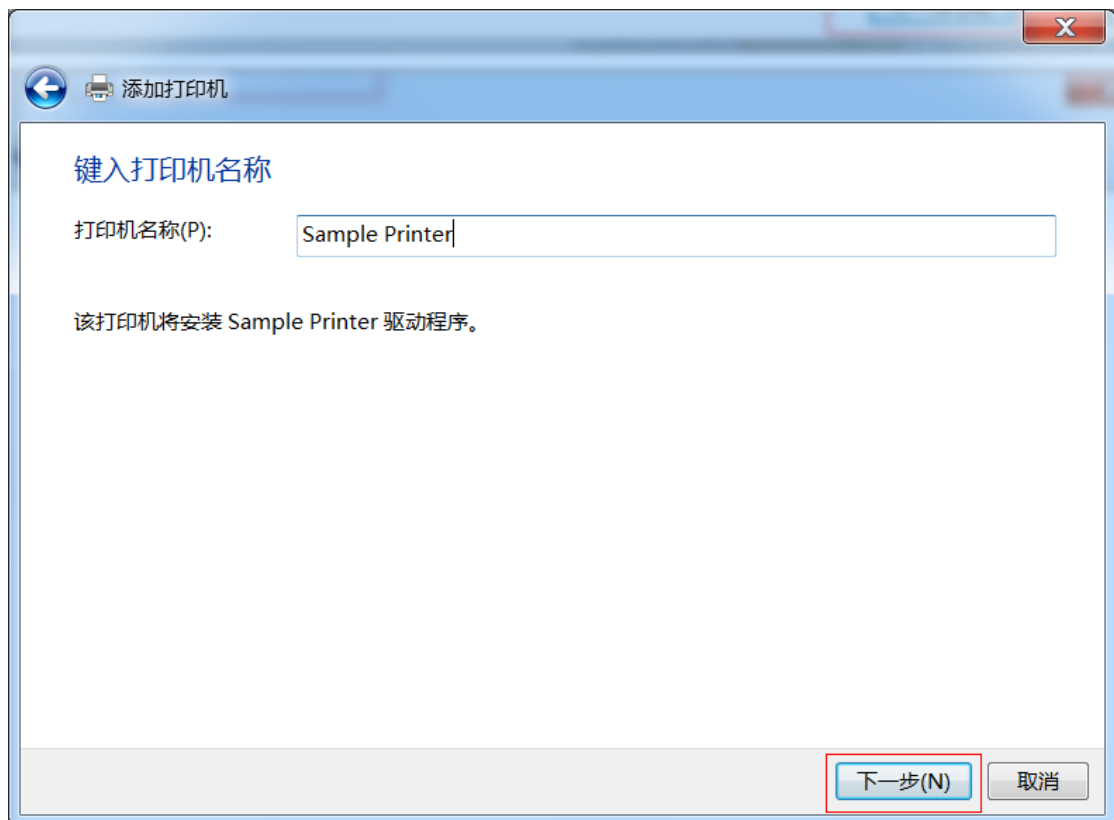 添加打印机
键入打印机名称
打印机名称(P):
Sample Printer
该打印机将安装 Sample Printer 驱动程序。
下一步(N)
取消